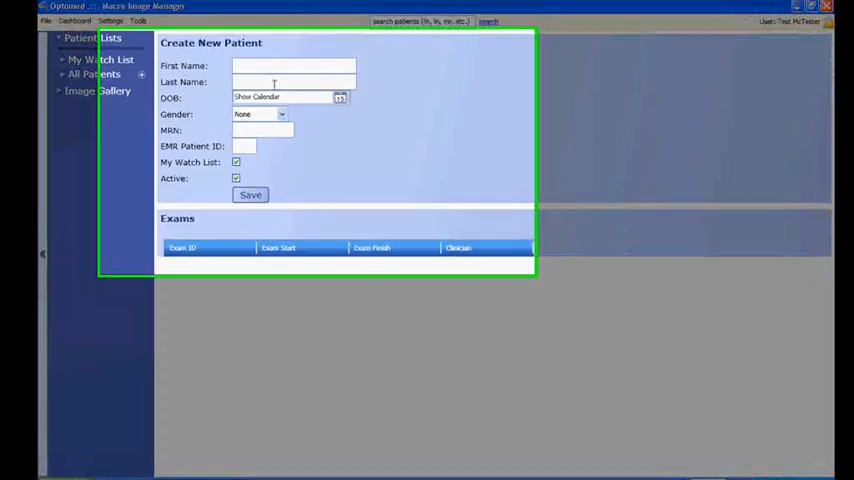 Optomed .::. Macro Image Manager
File Dashboard Settings Tools search patients (fn, ln, mr, etc.) search User: Test McTester
Patient Lists
My Watch List
All Patients
Image Gallery
Create New Patient
First Name:
Last Name:
DOB: Show Calendar 15
Gender: None
MRN:
EMR Patient ID:
My Watch List:
Active:
Save
Exams
Exam ID Exam Start Exam Finish Clinician